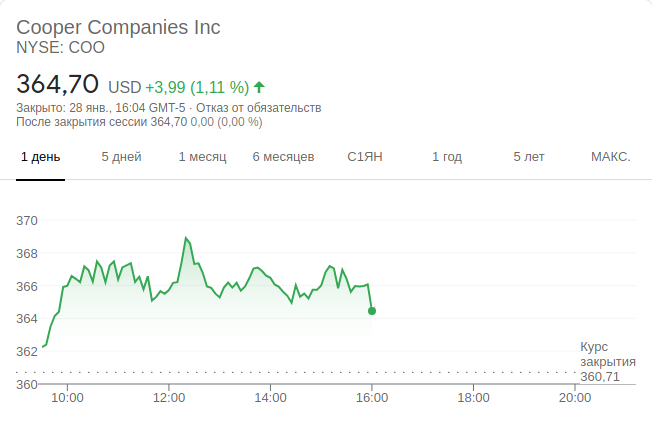 Cooper Companies Inc
NYSE: COO
364,70 USD +3,99 (1,11 %)
Закрыто: 28 янв., 16:04 GMT-5 · Отказ от обязательств
После закрытия сессии 364,70 0,00 (0,00 %)
1 день 5 дней 1 месяц 6 месяцев С1ЯН 1 год 5 лет МАКС.
370
368
366
364
362
360
Курс
закрытия
360,71
10:00 12:00 14:00 16:00 18:00 20:00